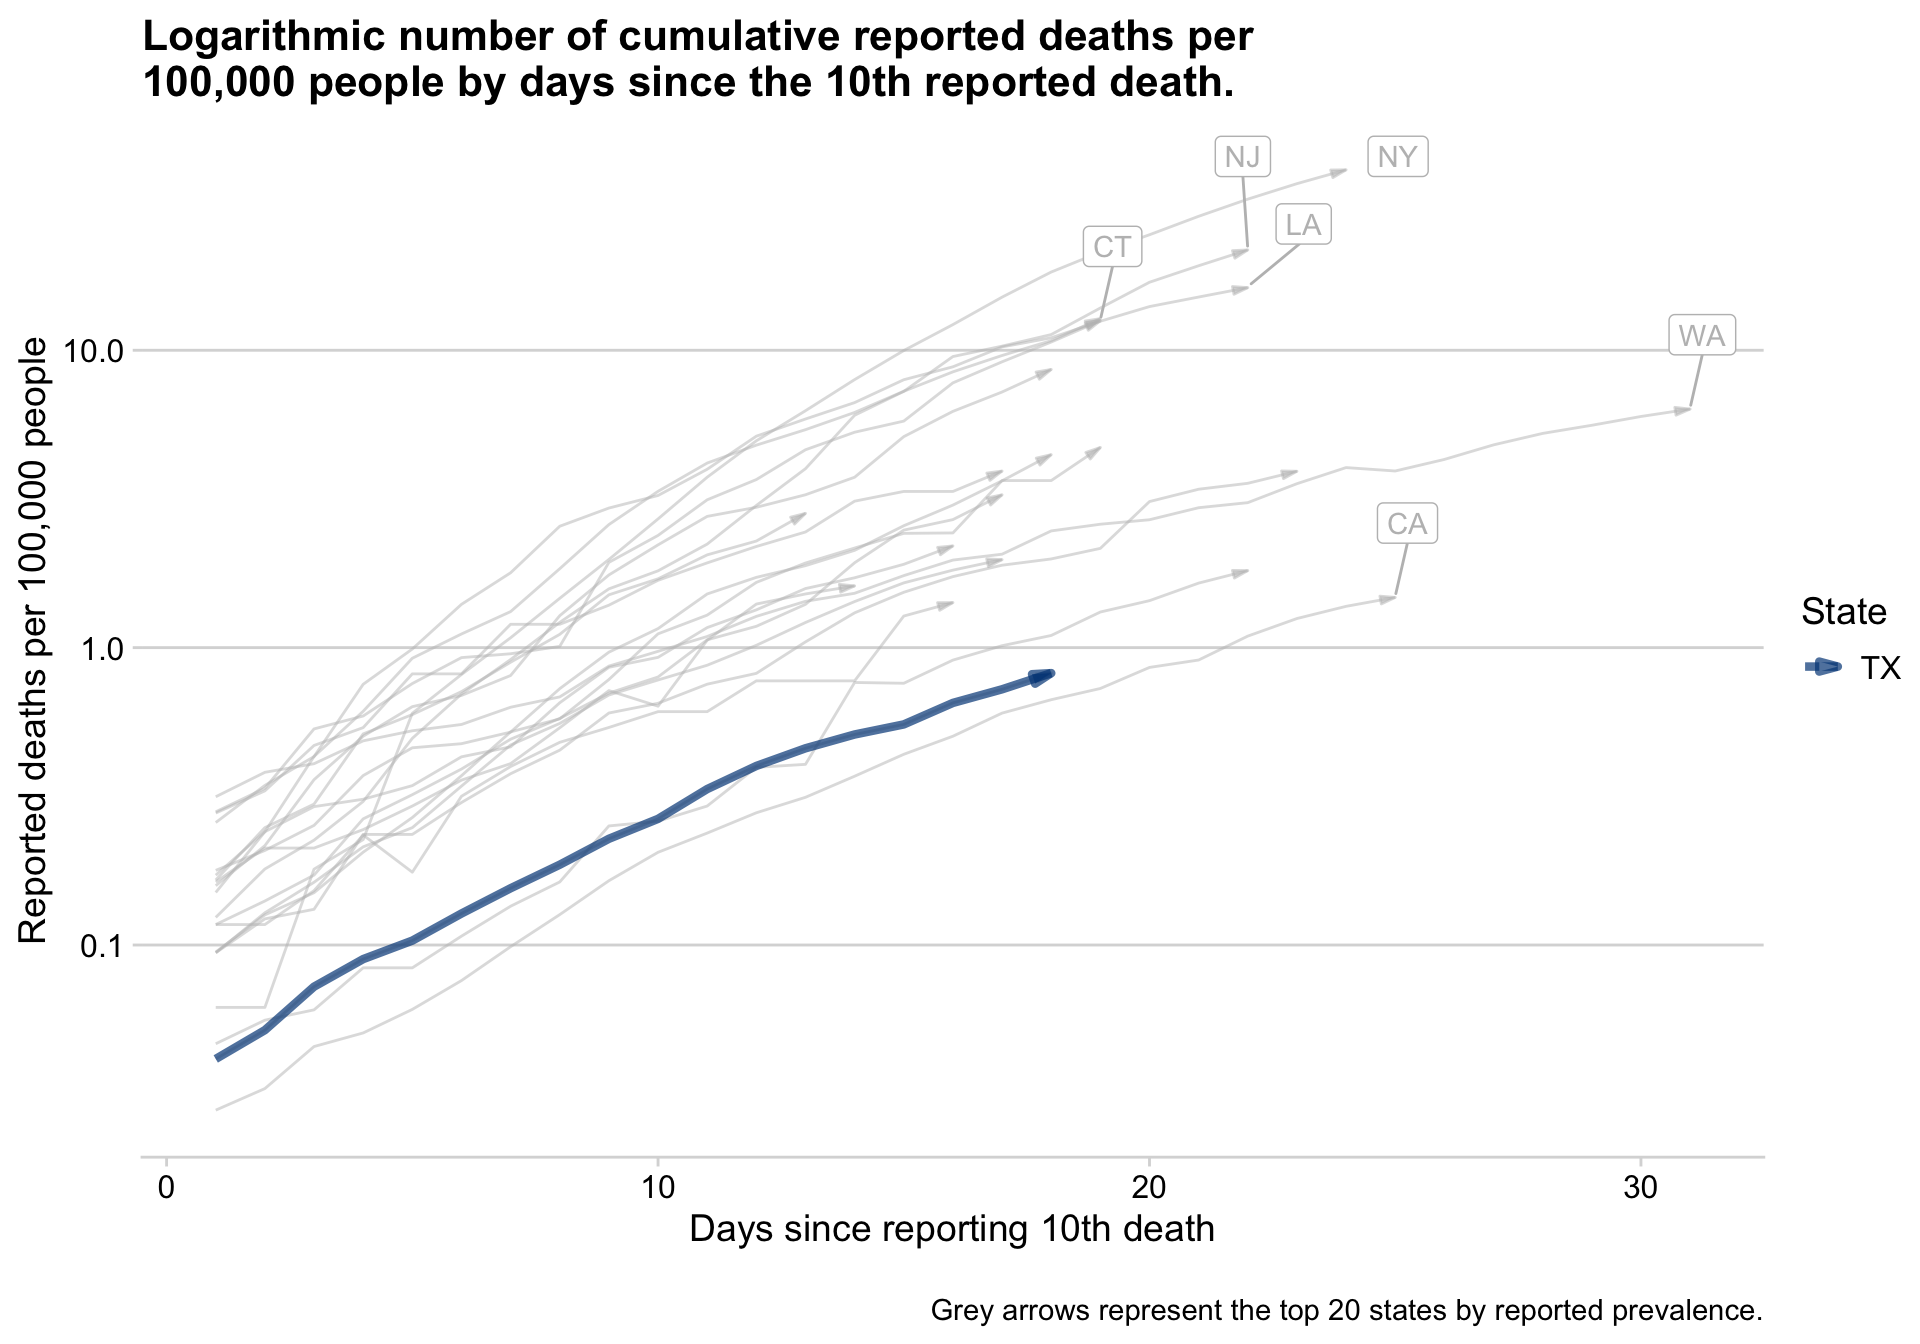 Logarithmic number of cumulative reported deaths per
100,000 people by days since the 10th reported death.
NJ
NY
LA
CT
WA
CA
Reported deaths per 100,000 people
10.0
1.0
0.1
State
TX
0
10
20
30
Days since reporting 10th death
Grey arrows represent the top 20 states by reported prevalence.